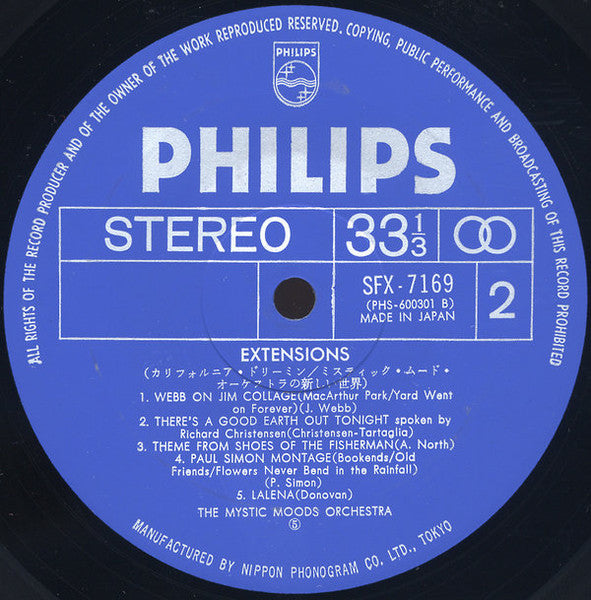 ALL RIGHTS OF THE RECORD PRODUCER AND OF THE OWNER OF THE WORK REPRODUCED RESERVED. COPYING, PUBLIC PERFORMANCE AND BROADCASTING OF THIS RECORD PROHIBITED
PHILIPS
PHILIPS
STEREO 33 1/3
SFX-7169
(PHS-600301 B)
MADE IN JAPAN
2
EXTENSIONS
(カリフォルニア・ドリーミン/ミスティック・ムード・
オーケストラの新しい世界)
1. WEBB ON JIM COLLAGE(MacArthur Park/Yard Went
on Forever)(J. Webb)
2. THERE'S A GOOD EARTH OUT TONIGHT spoken by
Richard Christensen(Christensen-Tartaglia)
3. THEME FROM SHOES OF THE FISHERMAN(A. North)
4. PAUL SIMON MONTAGE(Bookends/Old
Friends/Flowers Never Bend in the Rainfall)
(P. Simon)
5. LALENA(Donovan)
THE MYSTIC MOODS ORCHESTRA
⑤
MANUFACTURED BY NIPPON PHONOGRAM CO., LTD., TOKYO